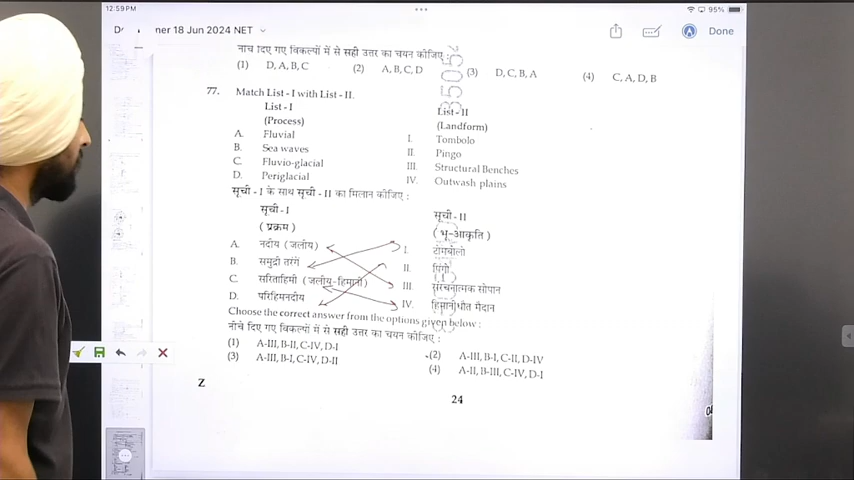 12:59PM
95%
ner 18 Jun 2024 NET
Done
नीचे दिए गए विकल्पों में से सही उत्तर का चयन कीजिए :
(1) D, A, B, C (2) A, B, C, D (3) D, C, B, A (4) C, A, D, B
77. Match List - I with List - II.
List - I List - II
(Process) (Landform)
A. Fluvial I. Tombolo
B. Sea waves II. Pingo
C. Fluvio-glacial III. Structural Benches
D. Periglacial IV. Outwash plains
सूची - I के साथ सूची - II का मिलान कीजिए :
सूची - I सूची - II
( प्रक्रम ) ( भू-आकृति )
A. नदीय (जलीय) I. टोमबोलो
B. समुद्री तरंगें II. पिंगो
C. सरिताहिमी (जलीय-हिमानी) III. संरचनात्मक सोपान
D. परिहिमनदीय IV. हिमानीधौत मैदान
Choose the correct answer from the options given below :
नीचे दिए गए विकल्पों में से सही उत्तर का चयन कीजिए :
(1) A-III, B-II, C-IV, D-I (2) A-III, B-I, C-II, D-IV
(3) A-III, B-I, C-IV, D-II (4) A-II, B-III, C-IV, D-I
Z
24